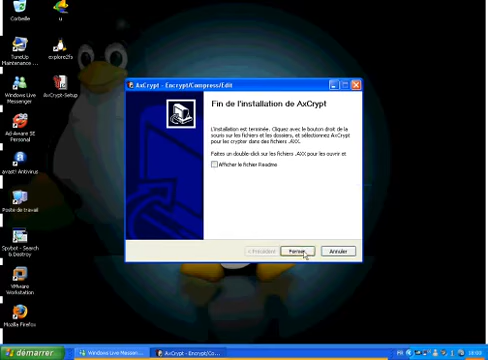 Corbeille
TuneUp
Maintenance ...
explore2fs
Windows Live
Messenger
AxCrypt-Setup
Ad-Aware SE
Personal
avast! Antivirus
Poste de travail
Spybot - Search
& Destroy
VMware
Workstation
Mozilla Firefox
AxCrypt - Encrypt/Compress/Edit
Fin de l'installation de AxCrypt
L'installation est terminée. Cliquez avec le bouton droit de la
souris sur les fichiers et les dossiers, et sélectionnez AxCrypt
pour les crypter dans des fichiers .AXX.
Faites un double-click sur les fichiers .AXX pour les ouvrir et
Afficher le fichier Readme
< Précédent
Fermer
Annuler
démarrer
Windows Live Messen...
AxCrypt - Encrypt/Co...
FR